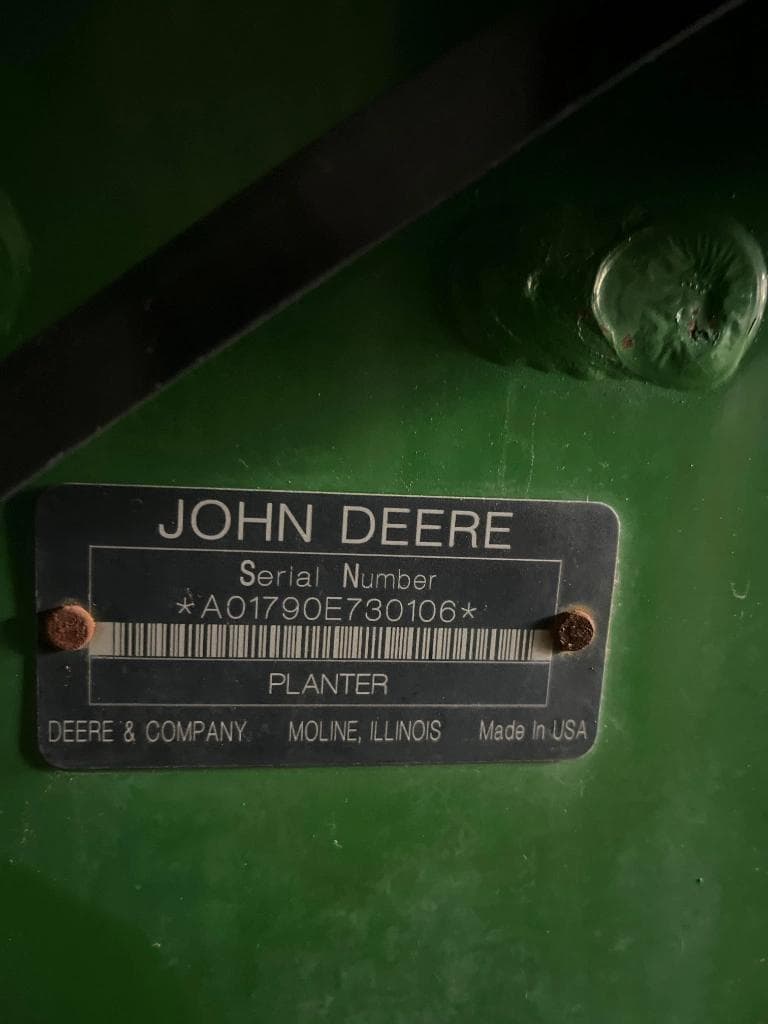 JOHN DEERE
Serial Number
*A01790E730106*
PLANTER
DEERE & COMPANY MOLINE, ILLINOIS Made In USA